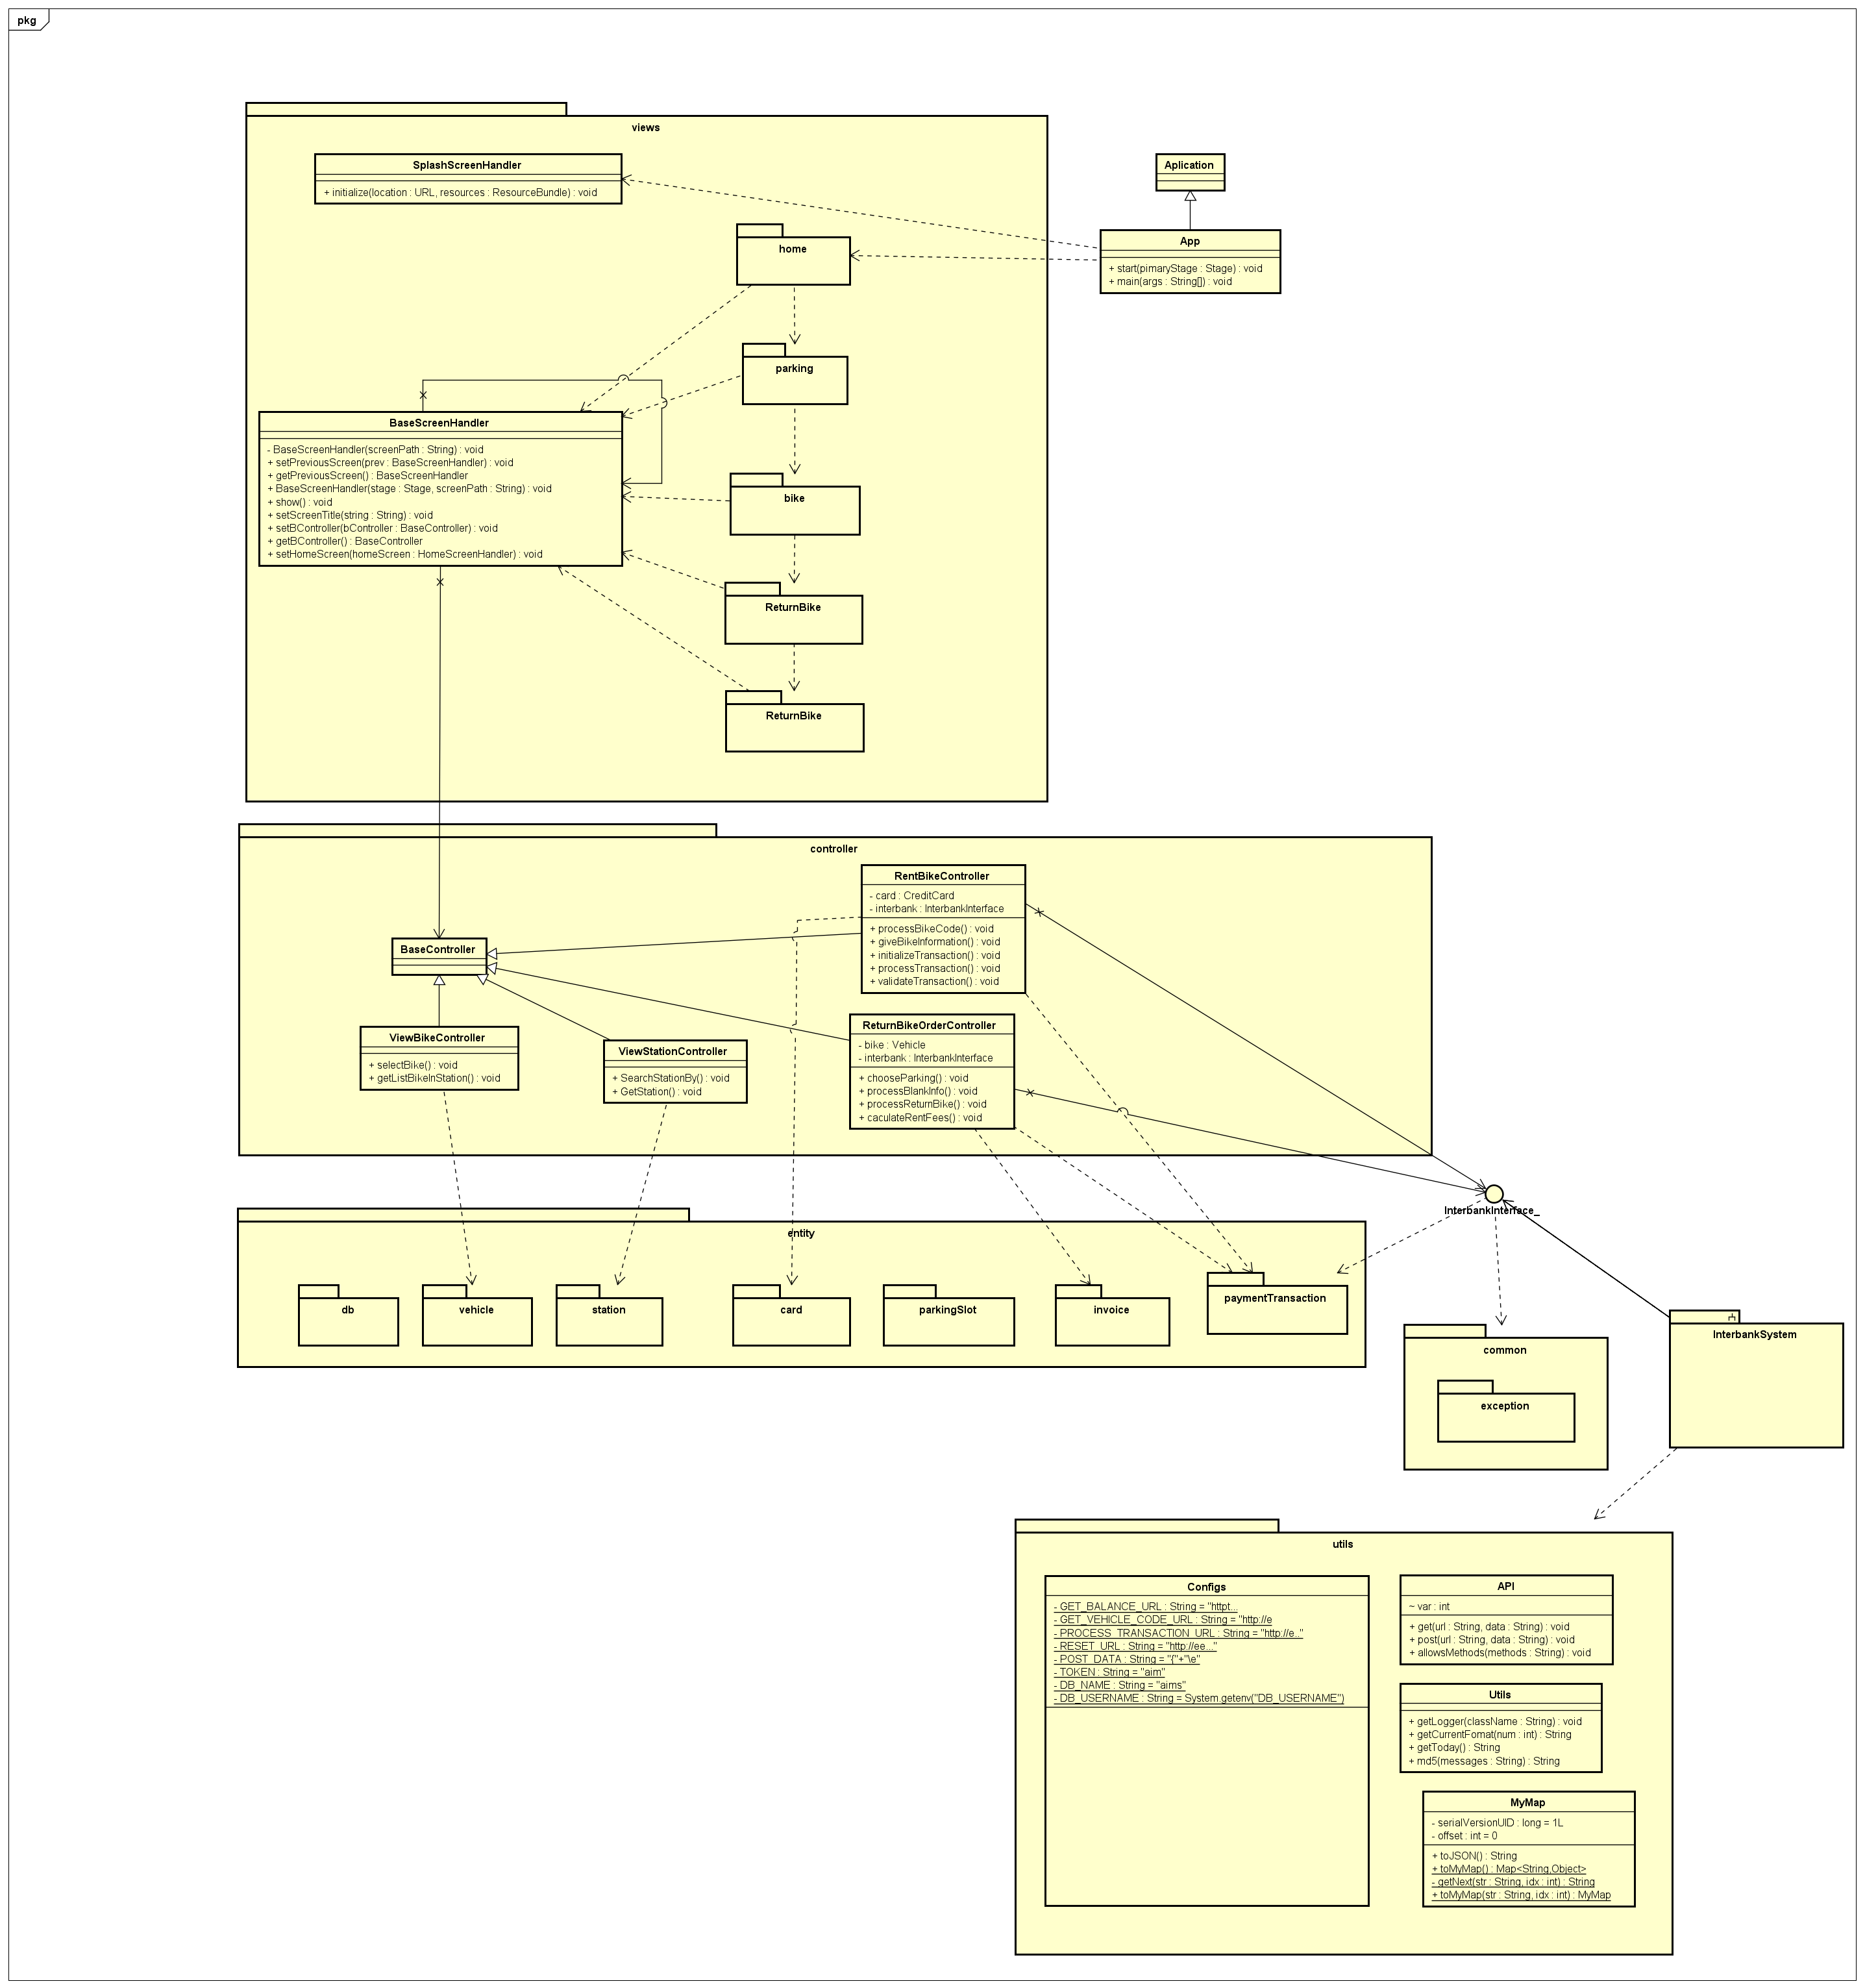 pkg
views
SplashScreenHandler
+ initialize(location : URL, resources : ResourceBundle) : void
Aplication
App
+ start(pimaryStage : Stage) : void
+ main(args : String[]) : void
home
parking
BaseScreenHandler
- BaseScreenHandler(screenPath : String) : void
+ setPreviousScreen(prev : BaseScreenHandler) : void
+ getPreviousScreen() : BaseScreenHandler
+ BaseScreenHandler(stage : Stage, screenPath : String) : void
+ show() : void
+ setScreenTitle(string : String) : void
+ setBController(bController : BaseController) : void
+ getBController() : BaseController
+ setHomeScreen(homeScreen : HomeScreenHandler) : void
bike
ReturnBike
ReturnBike
controller
RentBikeController
- card : CreditCard
- interbank : InterbankInterface
+ processBikeCode() : void
+ giveBikeInformation() : void
+ initializeTransaction() : void
+ processTransaction() : void
+ validateTransaction() : void
BaseController
ViewBikeController
+ selectBike() : void
+ getListBikeInStation() : void
ViewStationController
+ SearchStationBy() : void
+ GetStation() : void
ReturnBikeOrderController
- bike : Vehicle
- interbank : InterbankInterface
+ chooseParking() : void
+ processBlankInfo() : void
+ processReturnBike() : void
+ caculateRentFees() : void
InterbankInterface_
entity
db
vehicle
station
card
parkingSlot
invoice
paymentTransaction
common
exception
InterbankSystem
utils
Configs
- GET_BALANCE_URL : String = "httpt...
- GET_VEHICLE_CODE_URL : String = "http://e
- PROCESS_TRANSACTION_URL : String = "http://e.."
- RESET_URL : String = "http://ee..."
- POST_DATA : String = "{"+"\e"
- TOKEN : String = "aim"
- DB_NAME : String = "aims"
- DB_USERNAME : String = System.getenv("DB_USERNAME")
API
~ var : int
+ get(url : String, data : String) : void
+ post(url : String, data : String) : void
+ allowsMethods(methods : String) : void
Utils
+ getLogger(className : String) : void
+ getCurrentFomat(num : int) : String
+ getToday() : String
+ md5(messages : String) : String
MyMap
- serialVersionUID : long = 1L
- offset : int = 0
+ toJSON() : String
+ toMyMap() : Map<String,Object>
- getNext(str : String, idx : int) : String
+ toMyMap(str : String, idx : int) : MyMap